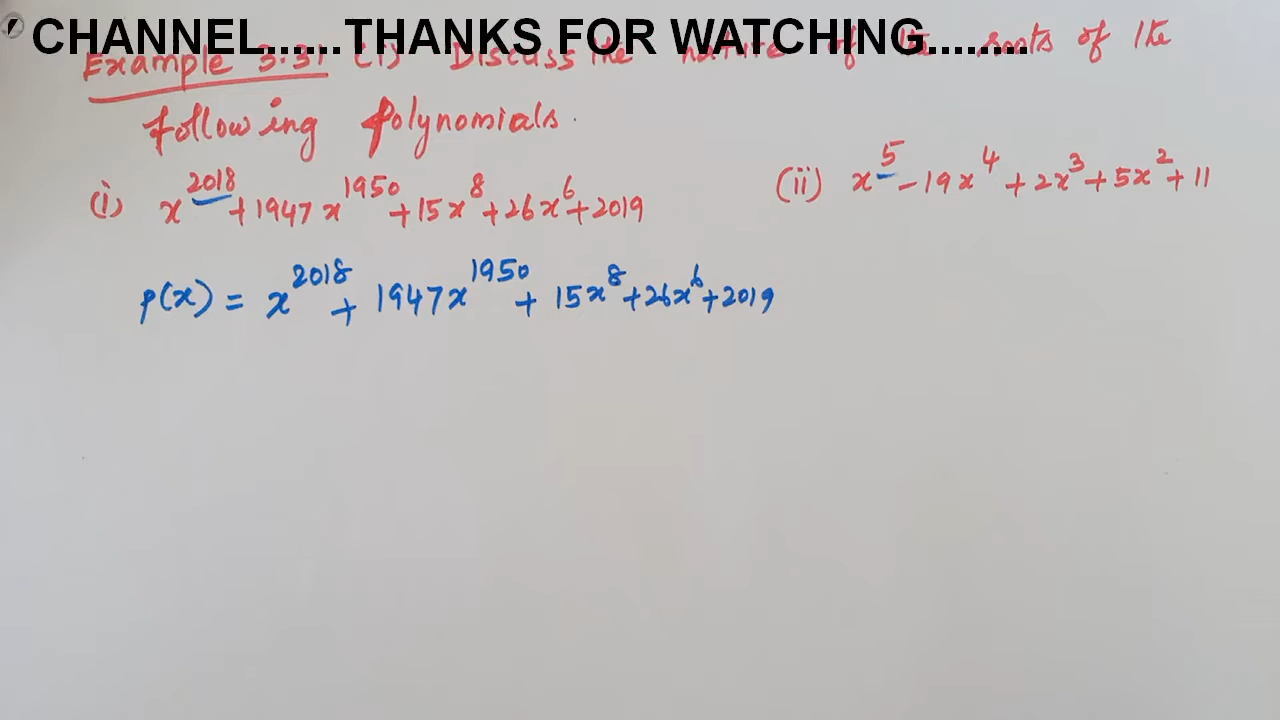 CHANNEL......THANKS FOR WATCHING........
Example 3.31 (i) Discuss the nature of the roots of the
following polynomials.
(i) x^2018 + 1947x^1950 + 15x^8 + 26x^6 + 2019
(ii) x^5 - 19x^4 + 2x^3 + 5x^2 + 11
p(x) = x^2018 + 1947x^1950 + 15x^8 + 26x^6 + 2019